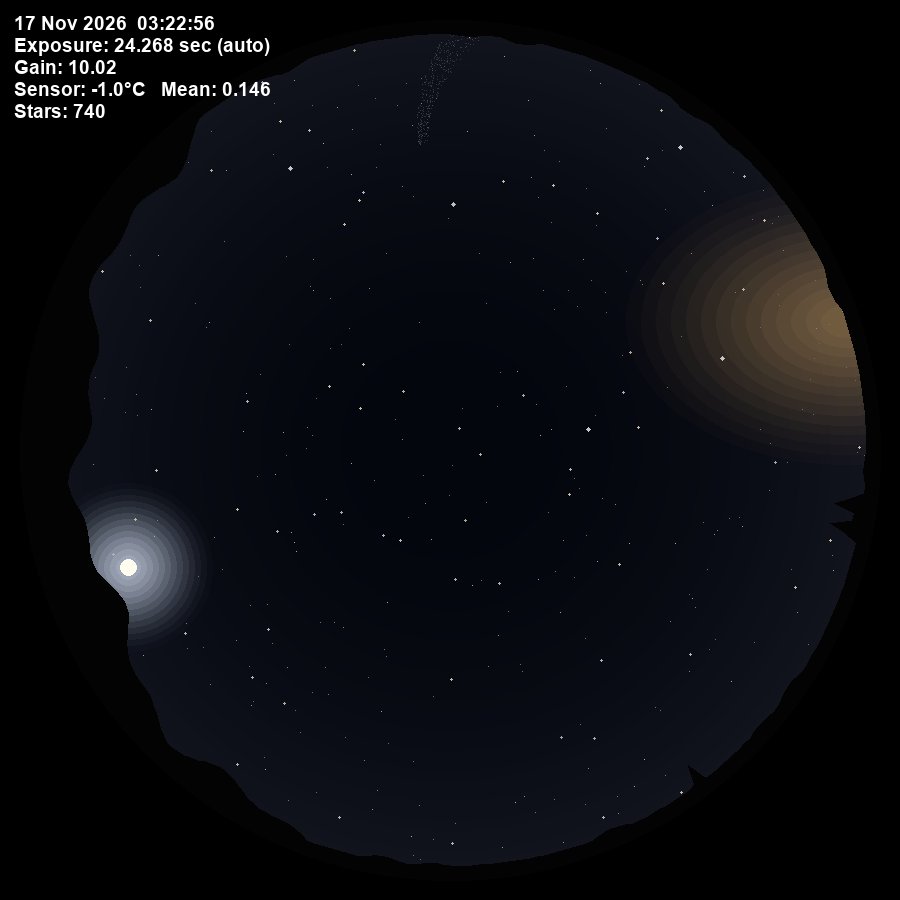 17 Nov 2026  03:22:56
Exposure: 24.268 sec (auto)
Gain: 10.02
Sensor: -1.0°C   Mean: 0.146
Stars: 740